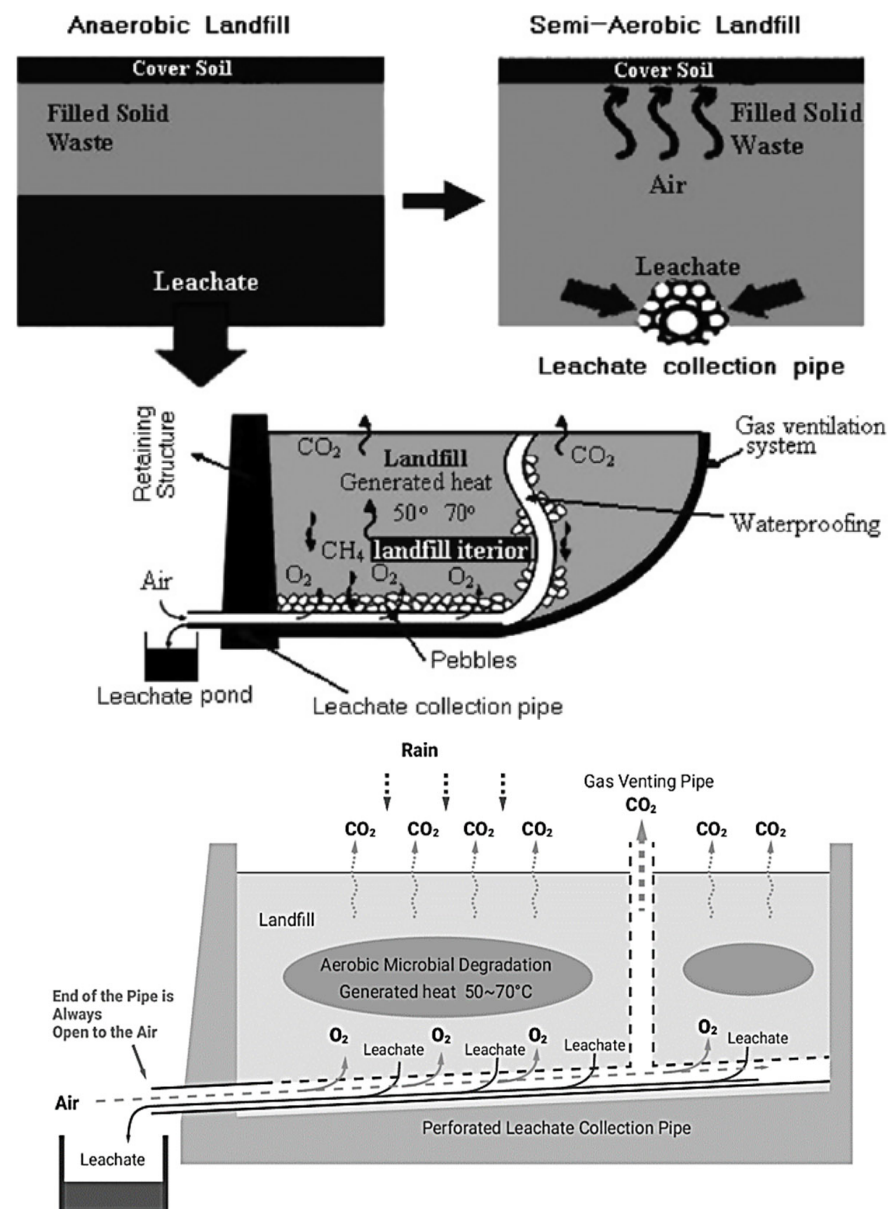 Anaerobic Landfill
Semi-Aerobic Landfill
Cover Soil
Filled Solid
Waste
Leachate
Cover Soil
Filled Solid
Waste
Air
Leachate
Leachate collection pipe
Retaining
Structure
CO₂
Landfill
Generated heat
50° 70°
CH₄
landfill iterior
O₂
O₂
O₂
CO₂
Gas ventilation
system
Waterproofing
Air
Pebbles
Leachate pond
Leachate collection pipe
Rain
Gas Venting Pipe
CO₂
CO₂
CO₂
CO₂
CO₂
CO₂
CO₂
Landfill
Aerobic Microbial Degradation
Generated heat 50~70°C
End of the Pipe is
Always
Open to the Air
O₂
O₂
O₂
O₂
Leachate
Leachate
Leachate
Leachate
Air
Perforated Leachate Collection Pipe
Leachate